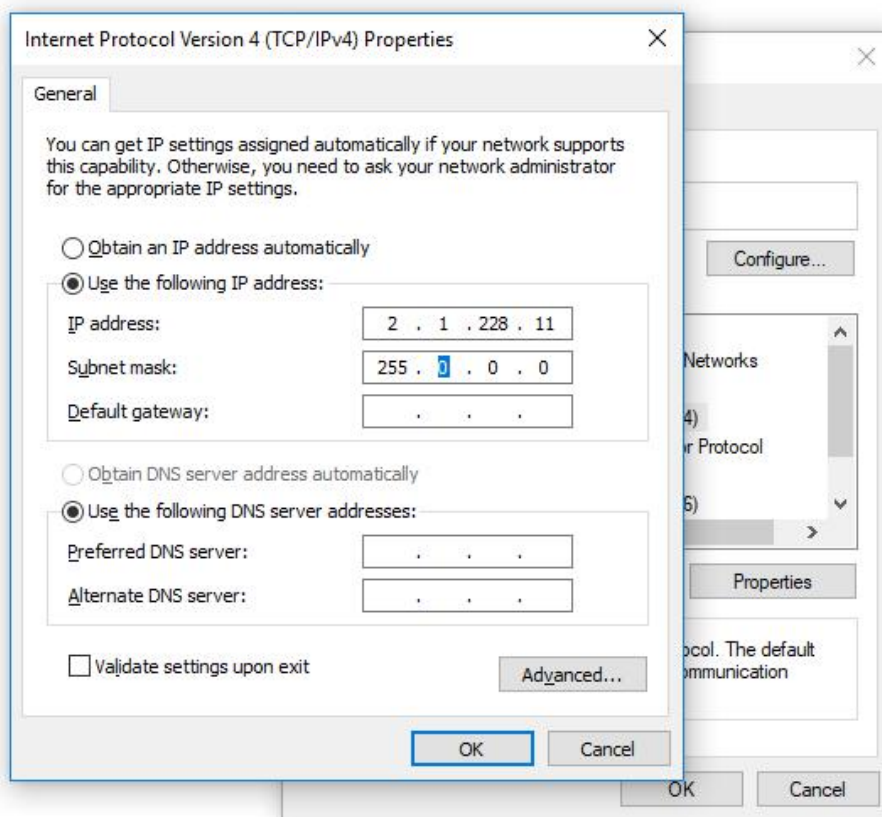 Internet Protocol Version 4 (TCP/IPv4) Properties
General
You can get IP settings assigned automatically if your network supports
this capability. Otherwise, you need to ask your network administrator
for the appropriate IP settings.
Obtain an IP address automatically
Use the following IP address:
IP address: 2 . 1 . 228 . 11
Subnet mask: 255 . 0 . 0 . 0
Default gateway: . . .
Obtain DNS server address automatically
Use the following DNS server addresses:
Preferred DNS server: . . .
Alternate DNS server: . . .
Validate settings upon exit
Advanced...
OK
Cancel
Configure...
Networks
4)
r Protocol
6)
Properties
ocol. The default
mmunication
OK
Cancel